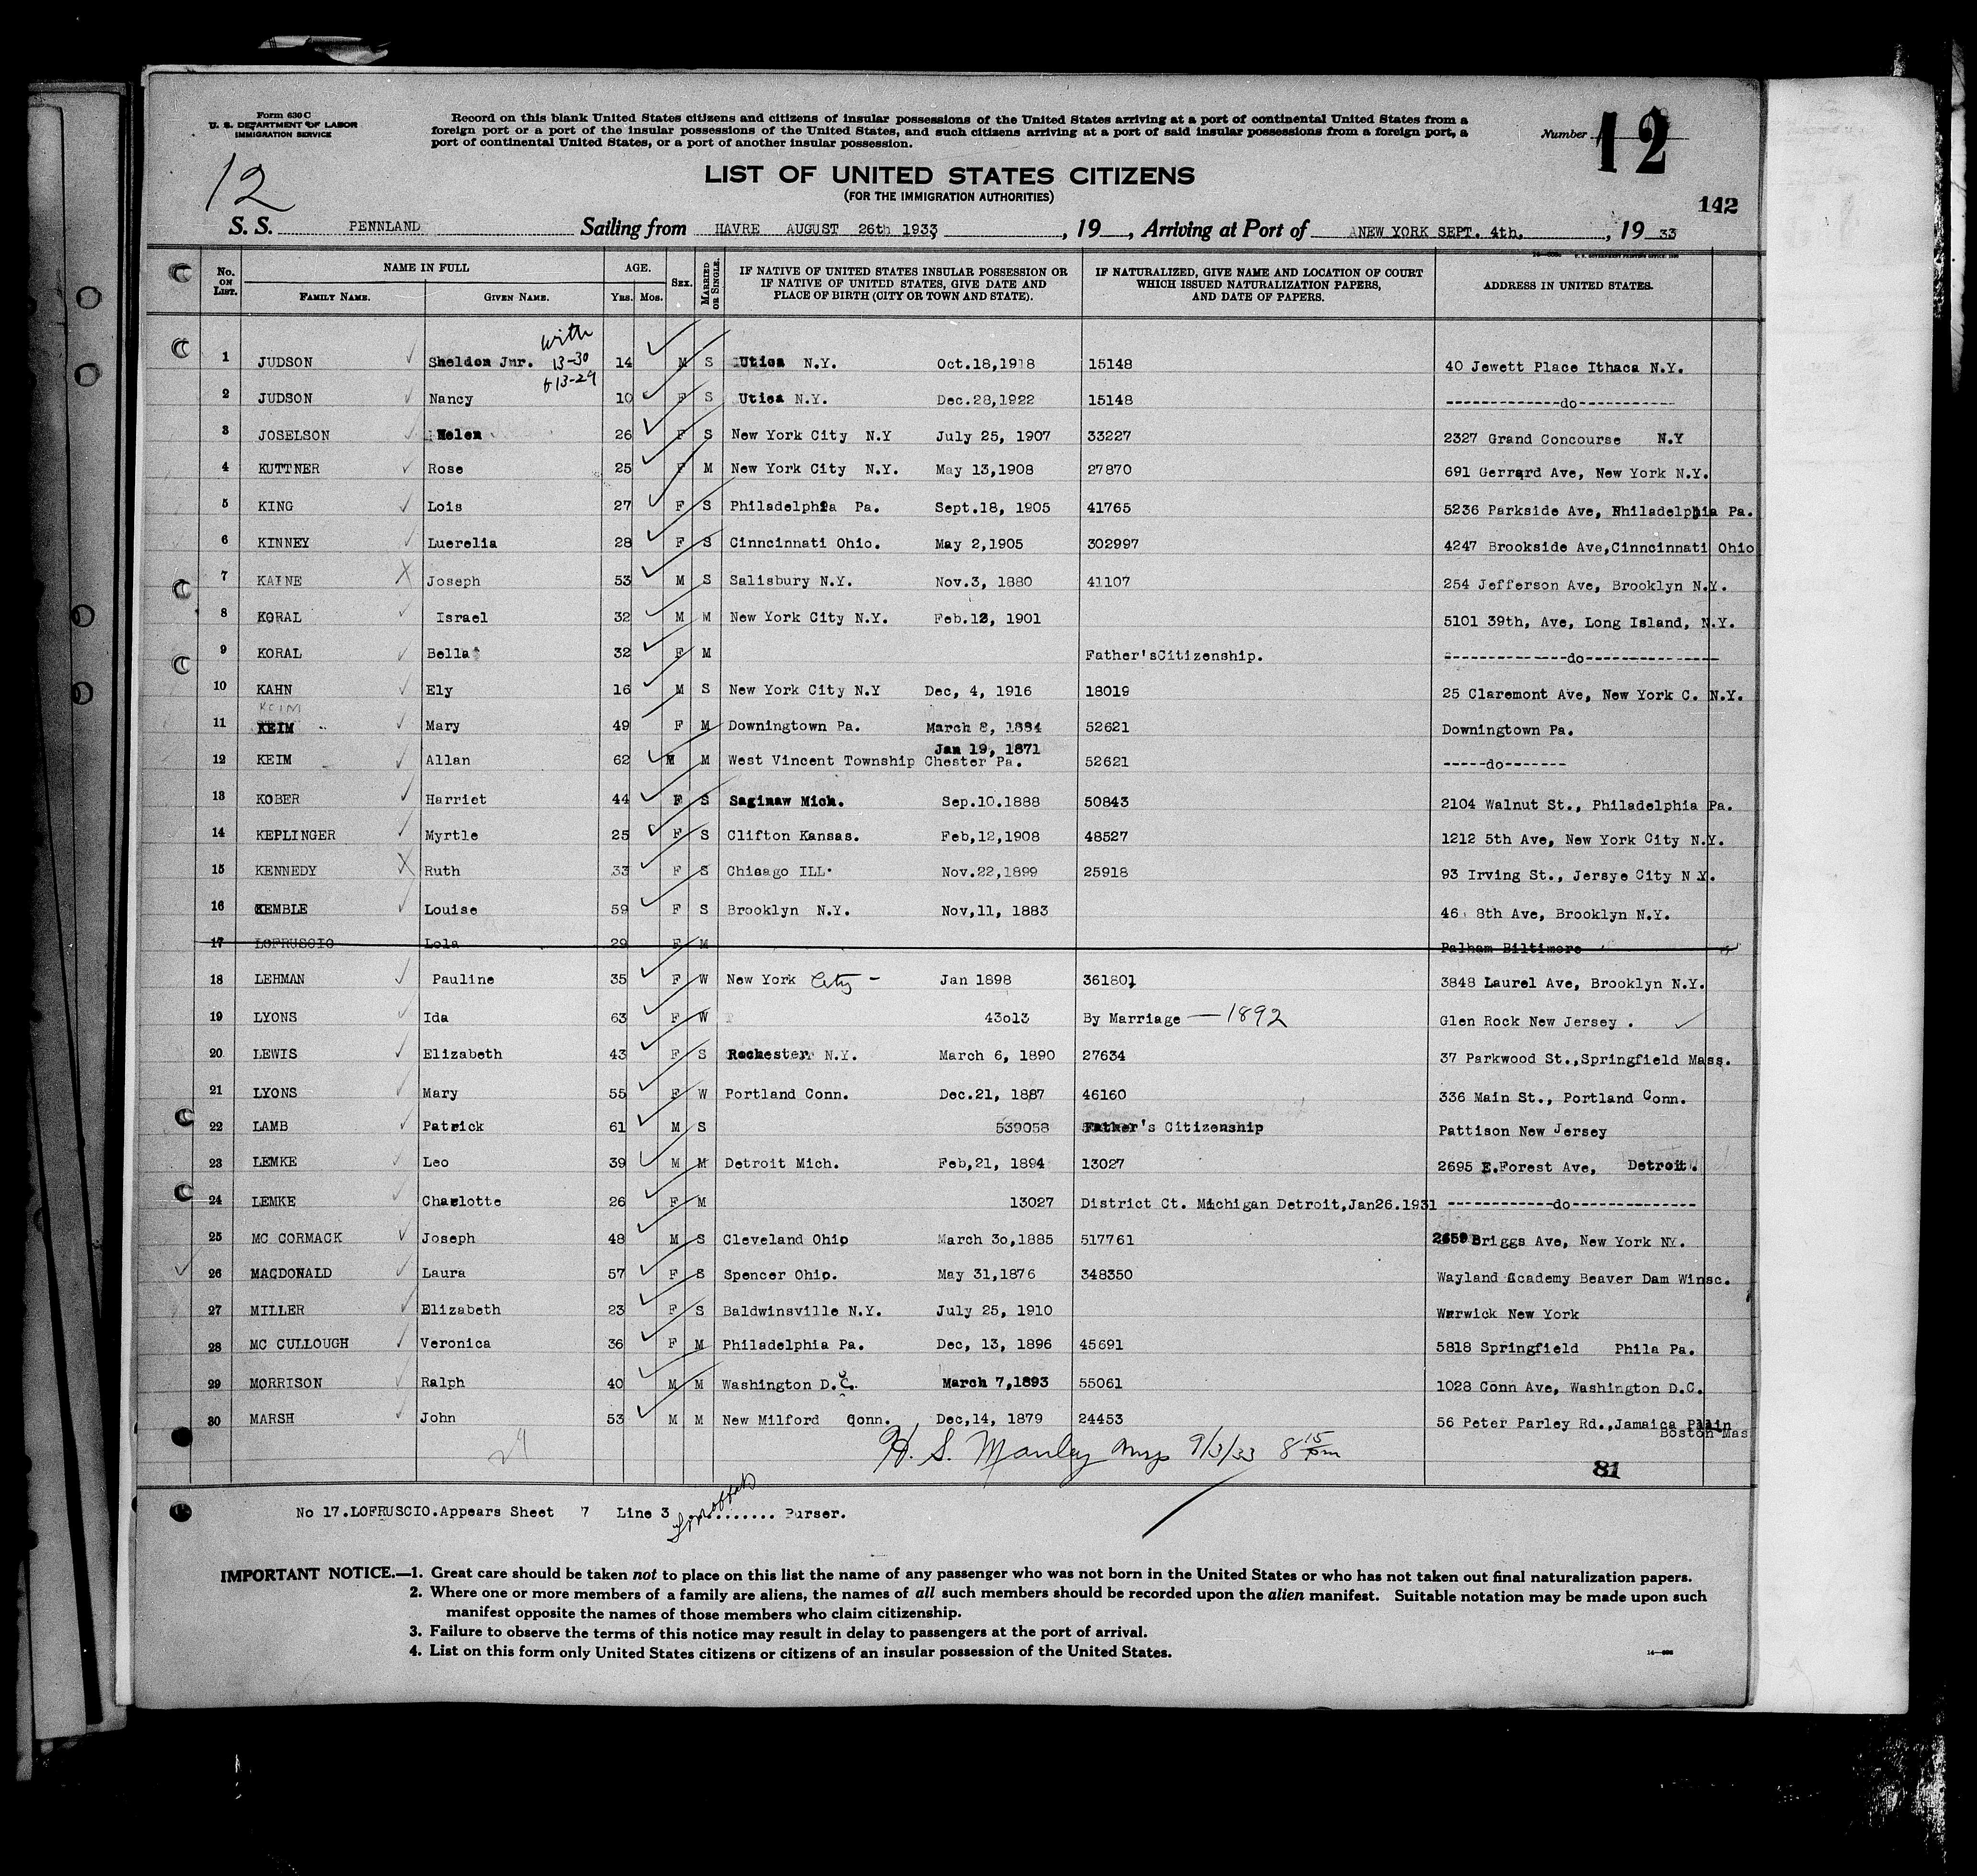 Form 630 C
U. S. DEPARTMENT OF LABOR
IMMIGRATION SERVICE
Record on this blank United States citizens and citizens of insular possessions of the United States arriving at a port of continental United States from a
foreign port or a port of the insular possessions of the United States, and such citizens arriving at a port of said insular possessions from a foreign port, a
port of continental United States, or a port of another insular possession.
Number 12
12
LIST OF UNITED STATES CITIZENS
(FOR THE IMMIGRATION AUTHORITIES)
142
S. S. PENNLAND Sailing from HAVRE AUGUST 26th 1933, , 19 , Arriving at Port of NEW YORK SEPT. 4th. , 19 33
No. ON LIST. NAME IN FULL FAMILY NAME. GIVEN NAME. AGE. Yrs. Mos. SEX. MARRIED OR SINGLE. IF NATIVE OF UNITED STATES INSULAR POSSESSION OR IF NATIVE OF UNITED STATES, GIVE DATE AND PLACE OF BIRTH (CITY OR TOWN AND STATE). IF NATURALIZED, GIVE NAME AND LOCATION OF COURT WHICH ISSUED NATURALIZATION PAPERS, AND DATE OF PAPERS. ADDRESS IN UNITED STATES.
with
13-30
& 13-29
1 JUDSON Sheldon Jnr. 14 M S Utica N.Y. Oct.18,1918 15148 40 Jewett Place Ithaca N.Y.
2 JUDSON Nancy 10 F S Utica N.Y. Dec.28,1922 15148 -------------do-----------
3 JOSELSON Helen 26 F S New York City N.Y July 25, 1907 33227 2327 Grand Concourse N.Y
4 KUTTNER Rose 25 F M New York City N.Y. May 13,1908 27870 691 Gerrard Ave, New York N.Y.
5 KING Lois 27 F S Philadelphia Pa. Sept.18, 1905 41765 5236 Parkside Ave, Philadelphia Pa.
6 KINNEY Luerelia 28 F S Cinncinnati Ohio. May 2,1905 302997 4247 Brookside Ave,Cinncinnati Ohio
7 KAINE Joseph 53 M S Salisbury N.Y. Nov.3, 1880 41107 254 Jefferson Ave, Brooklyn N.Y.
8 KORAL Israel 32 M M New York City N.Y. Feb.12, 1901 5101 39th, Ave, Long Island, N.Y.
9 KORAL Bella 32 F M Father'sCitizenship. --------------do----------------
10 KAHN Ely 16 M S New York City N.Y Dec, 4, 1916 18019 25 Claremont Ave, New York C. N.Y.
KEIM
11 KEIM Mary 49 F M Downingtown Pa. March 8, 1884 52621 Downingtown Pa.
Jan 19, 1871
12 KEIM Allan 62 M M West Vincent Township Chester Pa. 52621 -----do-------
13 KOBER Harriet 44 F S Saginaw Mich. Sep.10.1888 50843 2104 Walnut St., Philadelphia Pa.
14 KEPLINGER Myrtle 25 F S Clifton Kansas. Feb,12,1908 48527 1212 5th Ave, New York City N.Y.
15 KENNEDY Ruth 33 F S Chicago ILL. Nov.22,1899 25918 93 Irving St., Jersye City N Y.
16 KEMBLE Louise 59 F S Brooklyn N.Y. Nov,11, 1883 46 8th Ave, Brooklyn N.Y.
17 LOFRUSCIO Lola 29 F M Palham Biltimore
18 LEHMAN Pauline 35 F W New York City - Jan 1898 361801 3848 Laurel Ave, Brooklyn N.Y.
19 LYONS Ida 63 F W 43013 By Marriage - 1892 Glen Rock New Jersey .
20 LEWIS Elizabeth 43 F S Rochester N.Y. March 6, 1890 27634 37 Parkwood St.,Springfield Mass.
21 LYONS Mary 55 F W Portland Conn. Dec.21, 1887 46160 336 Main St., Portland Conn.
22 LAMB Patrick 61 M S 539058 Father's Citizenship Pattison New Jersey
23 LEMKE Leo 39 M M Detroit Mich. Feb,21, 1894 13027 2695 E.Forest Ave, Detroit.
24 LEMKE Charlotte 26 F M 13027 District Ct. Michigan Detroit,Jan26.1931 ------------do--------------
25 MC CORMACK Joseph 48 M S Cleveland Ohio March 30,1885 517761 2659 Briggs Ave, New York NY.
26 MACDONALD Laura 57 F S Spencer Ohio. May 31,1876 348350 Wayland Academy Beaver Dam Winsc.
27 MILLER Elizabeth 23 F S Baldwinsville N.Y. July 25, 1910 Warwick New York
28 MC CULLOUGH Veronica 36 F M Philadelphia Pa. Dec, 13, 1896 45691 5818 Springfield Phila Pa.
29 MORRISON Ralph 40 M M Washington D.C. March 7,1893 55061 1028 Conn Ave, Washington D.C.
30 MARSH John 53 M M New Milford Conn. Dec,14, 1879 24453 56 Peter Parley Rd.,Jamaica Plain
Boston Mas
H. S. Manley 9/3/33 8 15 pm
81
No 17.LOFRUSCIO.Appears Sheet 7 Line 3 ........ Purser.
IMPORTANT NOTICE.—1. Great care should be taken not to place on this list the name of any passenger who was not born in the United States or who has not taken out final naturalization papers.
2. Where one or more members of a family are aliens, the names of all such members should be recorded upon the alien manifest. Suitable notation may be made upon such
manifest opposite the names of those members who claim citizenship.
3. Failure to observe the terms of this notice may result in delay to passengers at the port of arrival.
4. List on this form only United States citizens or citizens of an insular possession of the United States.